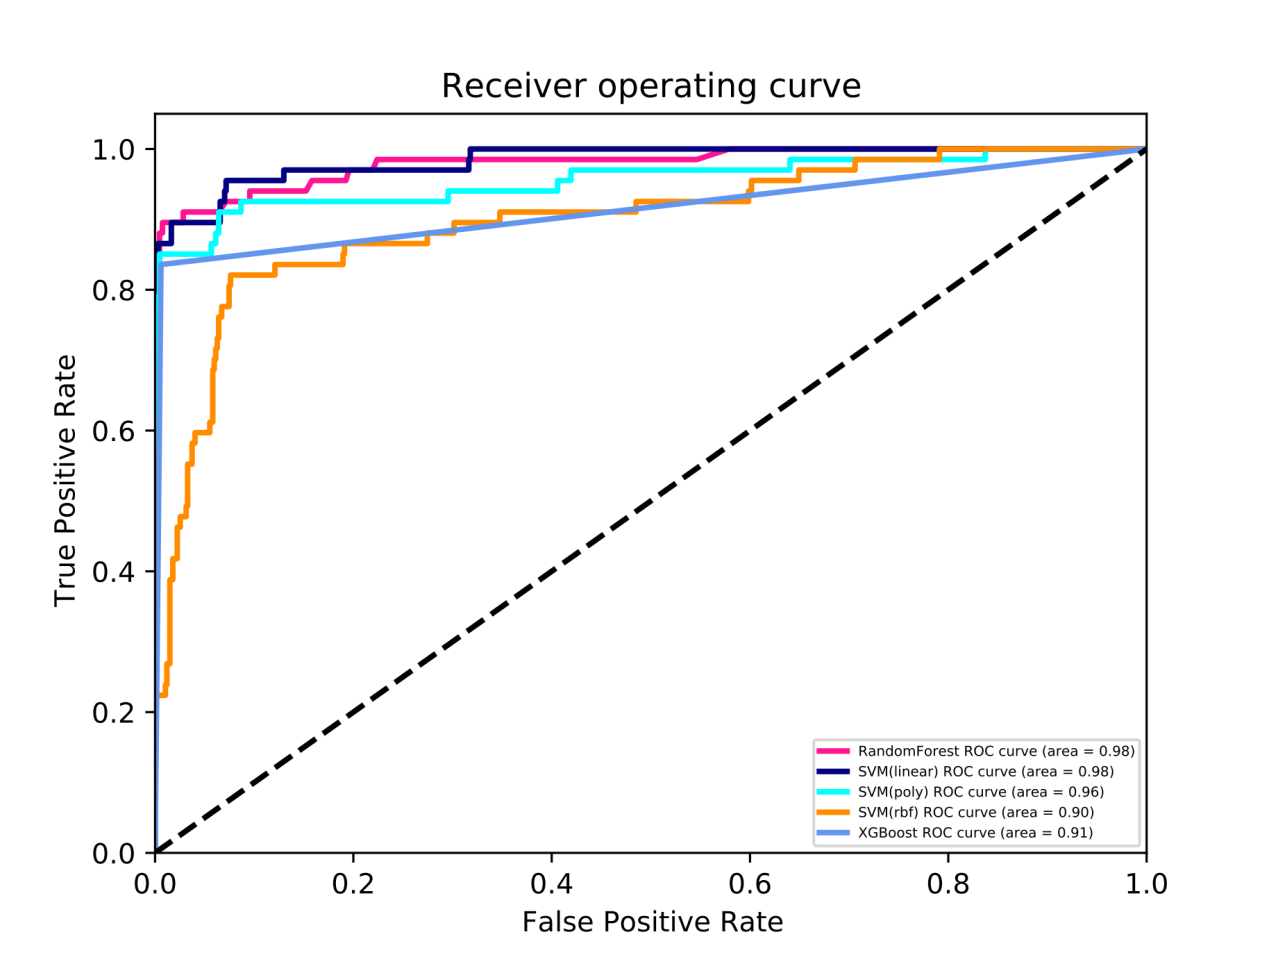 Receiver operating curve
1.0
0.8
0.6
0.4
0.2
0.0
True Positive Rate
RandomForest ROC curve (area = 0.98)
SVM(linear) ROC curve (area = 0.98)
SVM(poly) ROC curve (area = 0.96)
SVM(rbf) ROC curve (area = 0.90)
XGBoost ROC curve (area = 0.91)
0.0 0.2 0.4 0.6 0.8 1.0
False Positive Rate